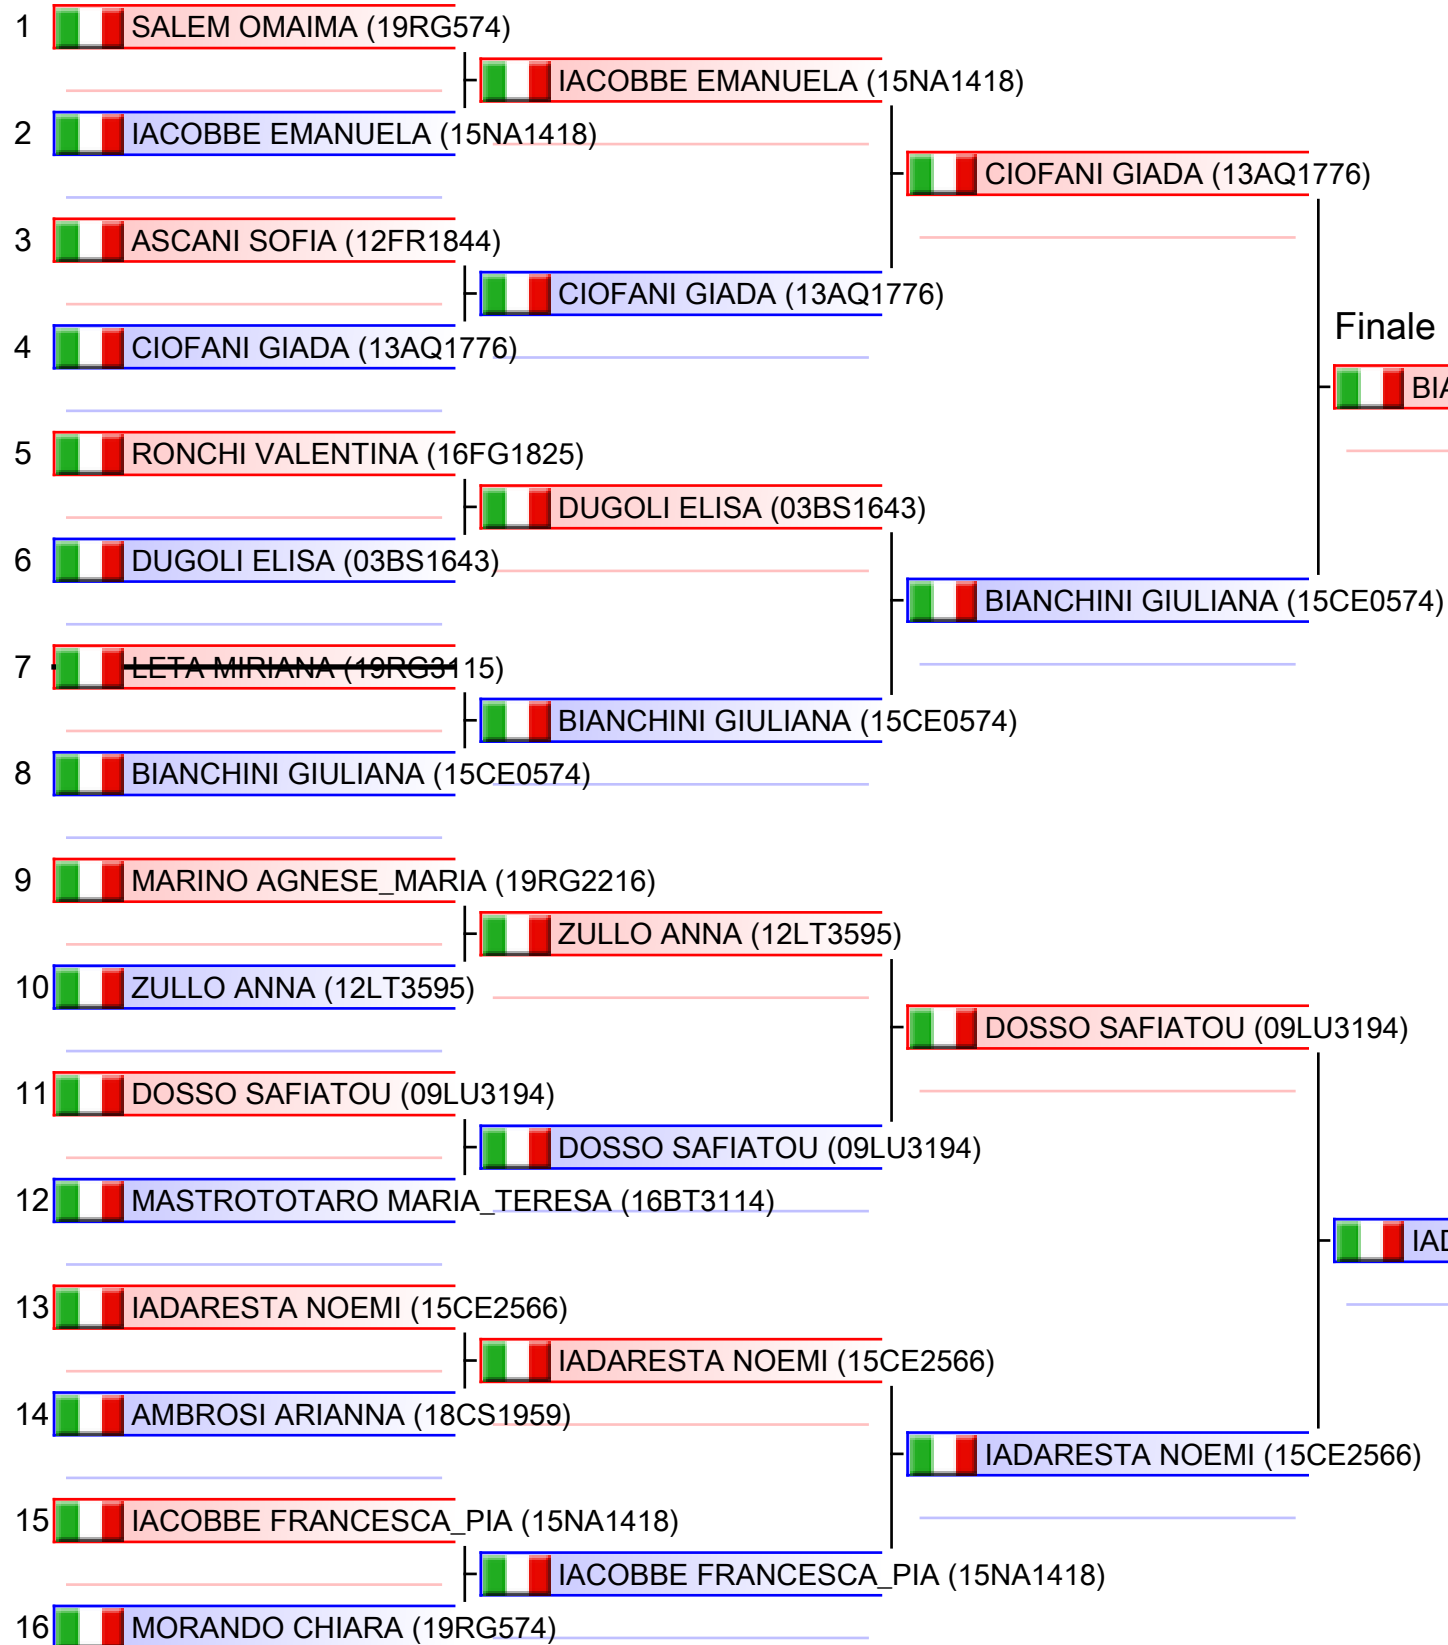 1 SALEM OMAIMA (19RG574)
IACOBBE EMANUELA (15NA1418)
2 IACOBBE EMANUELA (15NA1418)
CIOFANI GIADA (13AQ1776)
3 ASCANI SOFIA (12FR1844)
CIOFANI GIADA (13AQ1776)
Finale
4 CIOFANI GIADA (13AQ1776)
BIA
5 RONCHI VALENTINA (16FG1825)
DUGOLI ELISA (03BS1643)
6 DUGOLI ELISA (03BS1643)
BIANCHINI GIULIANA (15CE0574)
7 LETA MIRIANA (19RG3115)
BIANCHINI GIULIANA (15CE0574)
8 BIANCHINI GIULIANA (15CE0574)
9 MARINO AGNESE_MARIA (19RG2216)
ZULLO ANNA (12LT3595)
10 ZULLO ANNA (12LT3595)
DOSSO SAFIATOU (09LU3194)
11 DOSSO SAFIATOU (09LU3194)
DOSSO SAFIATOU (09LU3194)
12 MASTROTOTARO MARIA_TERESA (16BT3114)
IAD
13 IADARESTA NOEMI (15CE2566)
IADARESTA NOEMI (15CE2566)
14 AMBROSI ARIANNA (18CS1959)
IADARESTA NOEMI (15CE2566)
15 IACOBBE FRANCESCA_PIA (15NA1418)
IACOBBE FRANCESCA_PIA (15NA1418)
16 MORANDO CHIARA (19RG574)